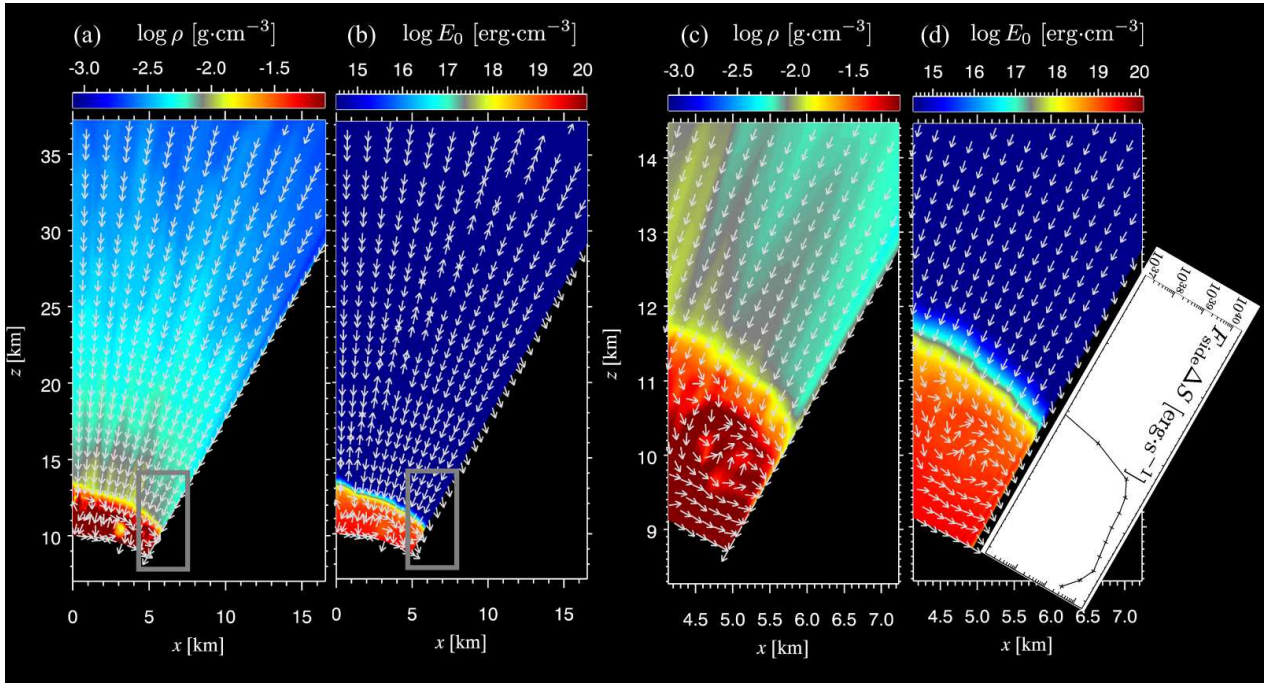 (a) log ρ [g·cm⁻³]
-3.0 -2.5 -2.0 -1.5
(b) log E₀ [erg·cm⁻³]
15 16 17 18 19 20
(c) log ρ [g·cm⁻³]
-3.0 -2.5 -2.0 -1.5
(d) log E₀ [erg·cm⁻³]
15 16 17 18 19 20
z [km]
35
30
25
20
15
10
0 5 10 15
x [km]
0 5 10 15
x [km]
z [km]
14
13
12
11
10
9
4.5 5.0 5.5 6.0 6.5 7.0
x [km]
4.5 5.0 5.5 6.0 6.5 7.0
x [km]
10³⁷ 10³⁸ 10³⁹ 10⁴⁰
F side ΔS [erg·s⁻¹]